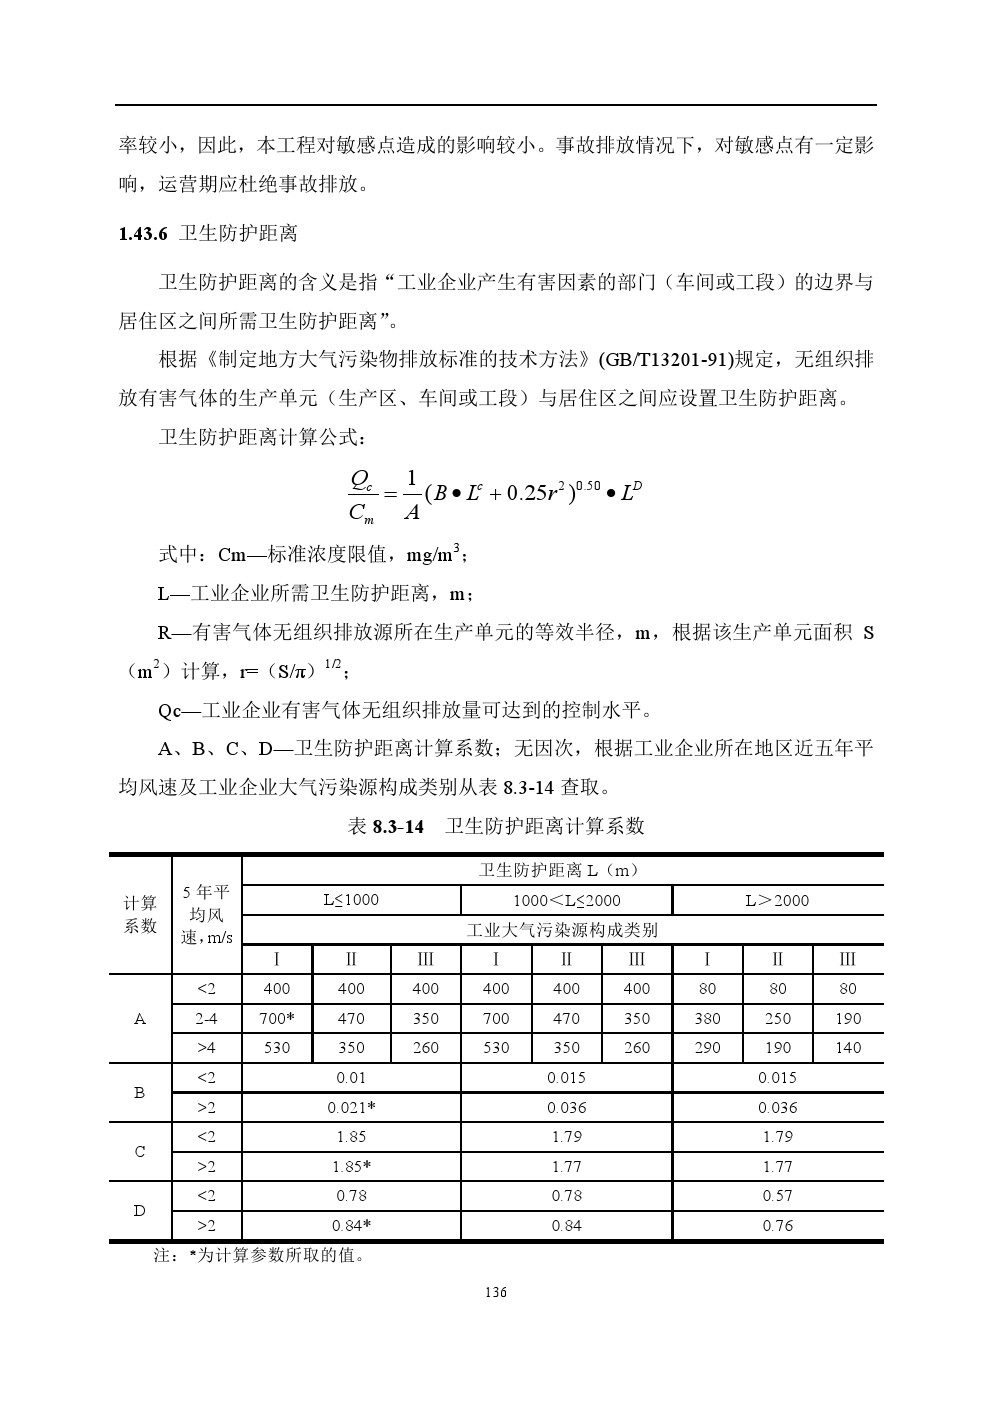 率较小，因此，本工程对敏感点造成的影响较小。事故排放情况下，对敏感点有一定影
响，运营期应杜绝事故排放。
1.43.6 卫生防护距离
卫生防护距离的含义是指“工业企业产生有害因素的部门（车间或工段）的边界与
居住区之间所需卫生防护距离”。
根据《制定地方大气污染物排放标准的技术方法》(GB/T13201-91)规定，无组织排
放有害气体的生产单元（生产区、车间或工段）与居住区之间应设置卫生防护距离。
卫生防护距离计算公式：
Qc/Cm = 1/A (B•L^c + 0.25r²)^0.50 • L^D
式中：Cm—标准浓度限值，mg/m³；
L—工业企业所需卫生防护距离，m；
R—有害气体无组织排放源所在生产单元的等效半径，m，根据该生产单元面积 S
（m²）计算，r=（S/π）^1/2；
Qc—工业企业有害气体无组织排放量可达到的控制水平。
A、B、C、D—卫生防护距离计算系数；无因次，根据工业企业所在地区近五年平
均风速及工业企业大气污染源构成类别从表 8.3-14 查取。
表 8.3-14 卫生防护距离计算系数
计算系数 5 年平均风速，m/s 卫生防护距离 L（m）
L≤1000 1000＜L≤2000 L＞2000
工业大气污染源构成类别
Ⅰ Ⅱ Ⅲ Ⅰ Ⅱ Ⅲ Ⅰ Ⅱ Ⅲ
A <2 400 400 400 400 400 400 80 80 80
2-4 700* 470 350 700 470 350 380 250 190
>4 530 350 260 530 350 260 290 190 140
B <2 0.01 0.015 0.015
>2 0.021* 0.036 0.036
C <2 1.85 1.79 1.79
>2 1.85* 1.77 1.77
D <2 0.78 0.78 0.57
>2 0.84* 0.84 0.76
注：*为计算参数所取的值。
136